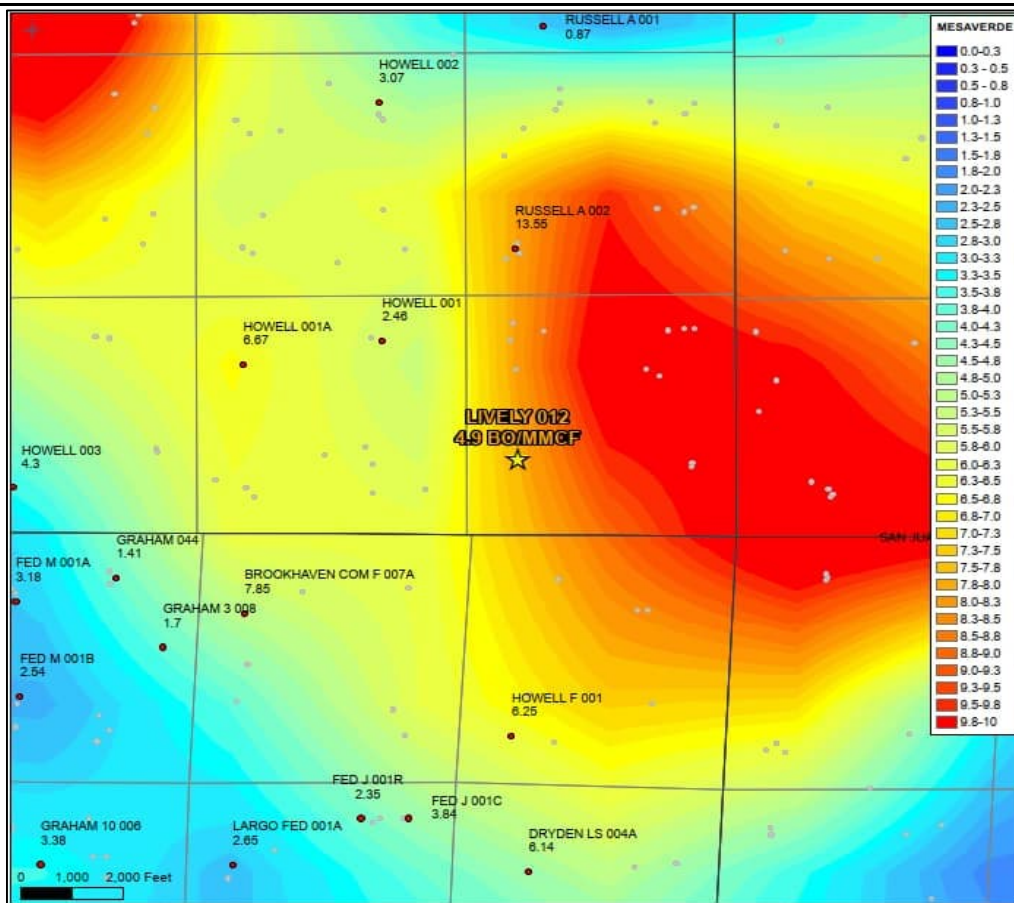 RUSSELL A 001
0.87
HOWELL 002
3.07
RUSSELL A 002
13.55
HOWELL 001
2.46
HOWELL 001A
6.67
LIVELY 012
4.9 BO/MMCF
HOWELL 003
4.3
GRAHAM 044
1.41
FED M 001A
3.18
BROOKHAVEN COM F 007A
7.85
GRAHAM 3 008
1.7
FED M 001B
2.54
HOWELL F 001
6.25
FED J 001R
2.35
FED J 001C
3.84
GRAHAM 10 006
3.38
LARGO FED 001A
2.65
DRYDEN LS 004A
6.14
SAN JUA
0 1,000 2,000 Feet
MESAVERDE
0.0-0.3
0.3 - 0.5
0.5 - 0.8
0.8-1.0
1.0-1.3
1.3-1.5
1.5-1.8
1.8-2.0
2.0-2.3
2.3-2.5
2.5-2.8
2.8-3.0
3.0-3.3
3.3-3.5
3.5-3.8
3.8-4.0
4.0-4.3
4.3-4.5
4.5-4.8
4.8-5.0
5.0-5.3
5.3-5.5
5.5-5.8
5.8-6.0
6.0-6.3
6.3-6.5
6.5-6.8
6.8-7.0
7.0-7.3
7.3-7.5
7.5-7.8
7.8-8.0
8.0-8.3
8.3-8.5
8.5-8.8
8.8-9.0
9.0-9.3
9.3-9.5
9.5-9.8
9.8-10